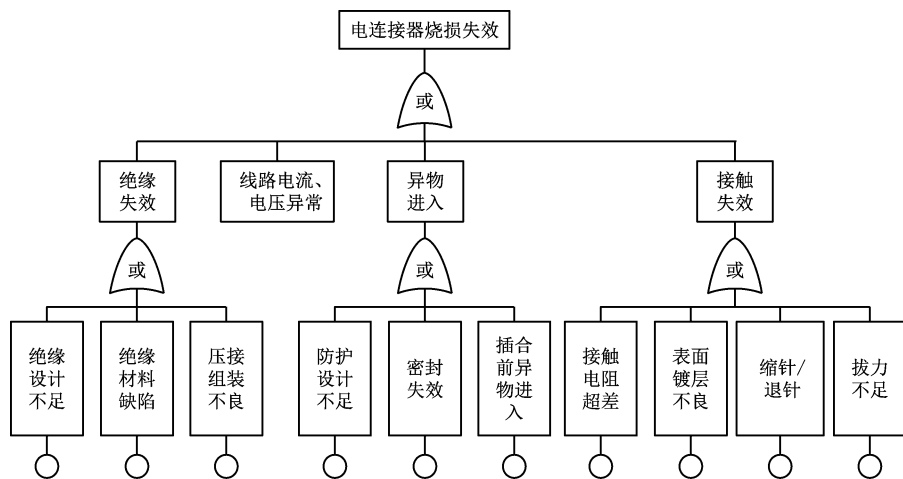 电连接器烧损失效
或
绝缘
失效
线路电流、
电压异常
异物
进入
接触
失效
或
或
或
绝缘
设计
不足
绝缘
材料
缺陷
压接
组装
不良
防护
设计
不足
密封
失效
插合
前异
物进
入
接触
电阻
超差
表面
镀层
不良
缩针/
退针
拔力
不足